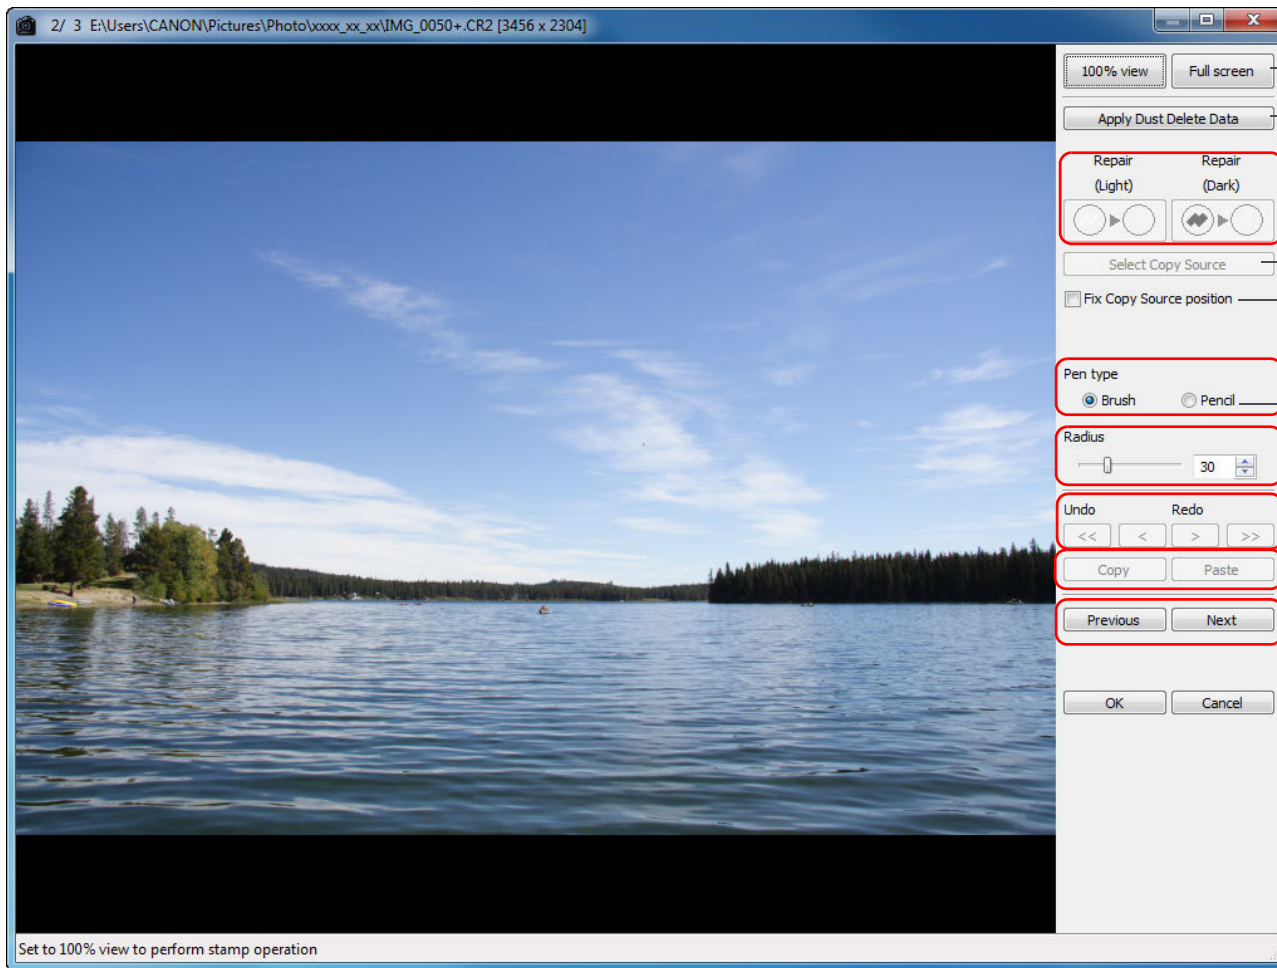 2/ 3 E:\Users\CANON\Pictures\Photo\xxxx_xx_xx\IMG_0050+.CR2 [3456 x 2304]
100% view Full screen
Apply Dust Delete Data
Repair Repair
(Light) (Dark)
Select Copy Source
Fix Copy Source position
Pen type
Brush Pencil
Radius
30
Undo Redo
<< < > >>
Copy Paste
Previous Next
OK Cancel
Set to 100% view to perform stamp operation